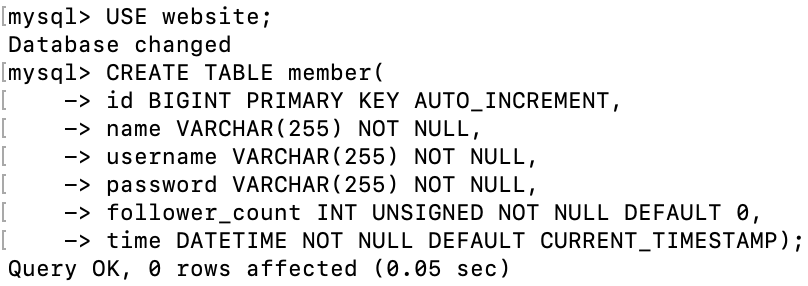 [mysql> USE website;
Database changed
[mysql> CREATE TABLE member(
[    -> id BIGINT PRIMARY KEY AUTO_INCREMENT,
[    -> name VARCHAR(255) NOT NULL,
[    -> username VARCHAR(255) NOT NULL,
[    -> password VARCHAR(255) NOT NULL,
[    -> follower_count INT UNSIGNED NOT NULL DEFAULT 0,
[    -> time DATETIME NOT NULL DEFAULT CURRENT_TIMESTAMP);
Query OK, 0 rows affected (0.05 sec)